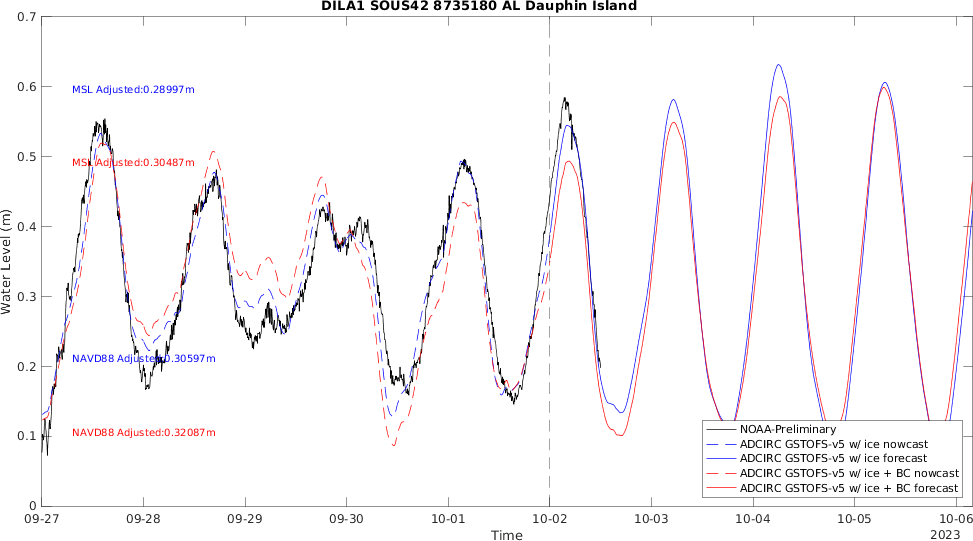 DILA1 SOUS42 8735180 AL Dauphin Island
0.7
0.6
0.5
0.4
0.3
0.2
0.1
0
Water Level (m)
MSL Adjusted:0.28997m
MSL Adjusted:0.30487m
NAVD88 Adjusted:0.30597m
NAVD88 Adjusted:0.32087m
NOAA-Preliminary
ADCIRC GSTOFS-v5 w/ ice nowcast
ADCIRC GSTOFS-v5 w/ ice forecast
ADCIRC GSTOFS-v5 w/ ice + BC nowcast
ADCIRC GSTOFS-v5 w/ ice + BC forecast
09-27 09-28 09-29 09-30 10-01 10-02 10-03 10-04 10-05 10-06
Time
2023